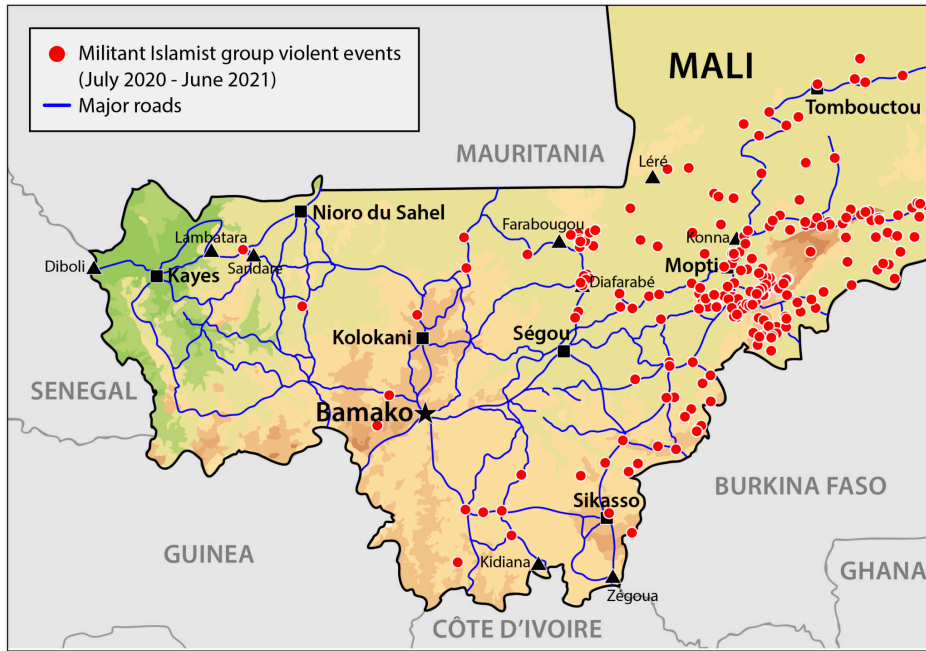 Militant Islamist group violent events
(July 2020 - June 2021)
Major roads
MALI
Tombouctou
MAURITANIA
Léré
Nioro du Sahel
Farabougou
Lambatara
Konna
Diboli
Sandaré
Kayes
Mopti
Diafarabé
Kolokani
Ségou
SENEGAL
Bamako
BURKINA FASO
Sikasso
GUINEA
Kidiana
GHANA
Zégoua
CÔTE D'IVOIRE